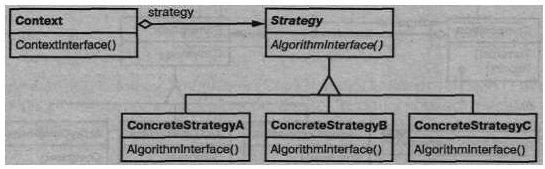 Context
ContextInterface()
strategy
Strategy
AlgorithmInterface()
ConcreteStrategyA
AlgorithmInterface()
ConcreteStrategyB
AlgorithmInterface()
ConcreteStrategyC
AlgorithmInterface()